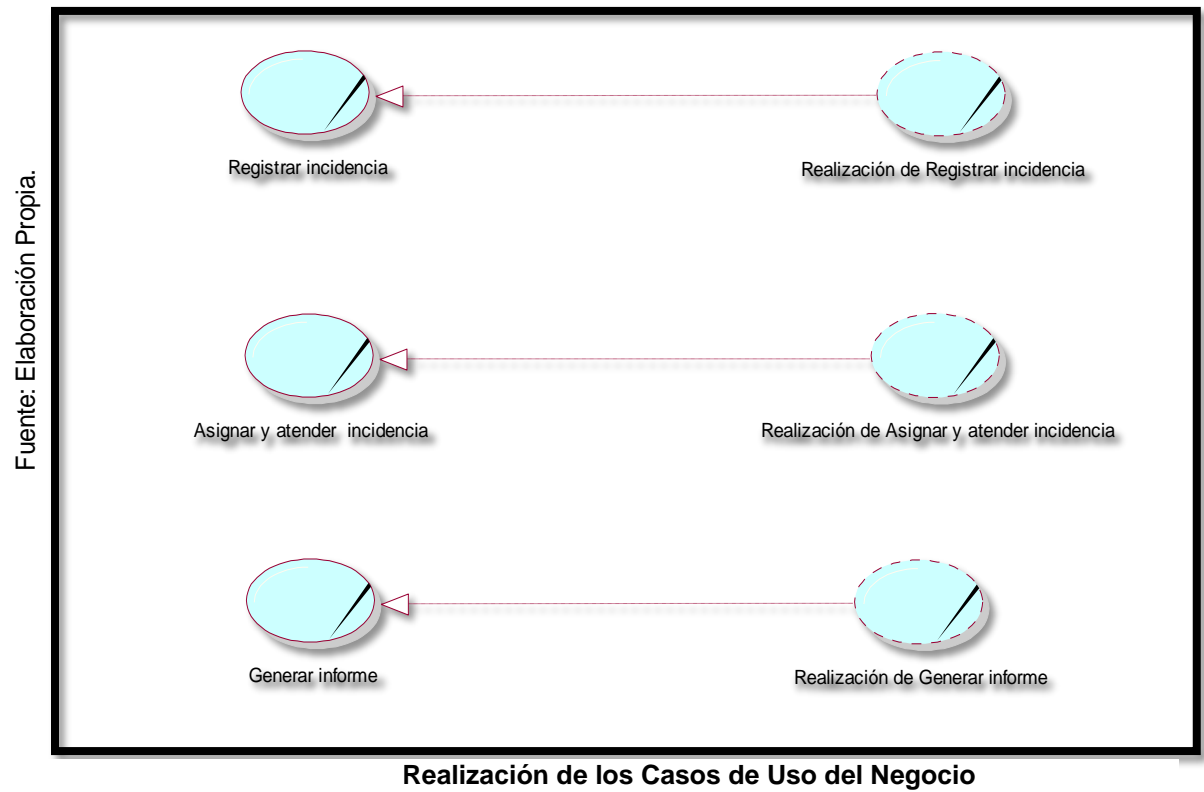 Fuente: Elaboración Propia.
Registrar incidencia
Realización de Registrar incidencia
Asignar y atender  incidencia
Realización de Asignar y atender incidencia
Generar informe
Realización de Generar informe
Realización de los Casos de Uso del Negocio